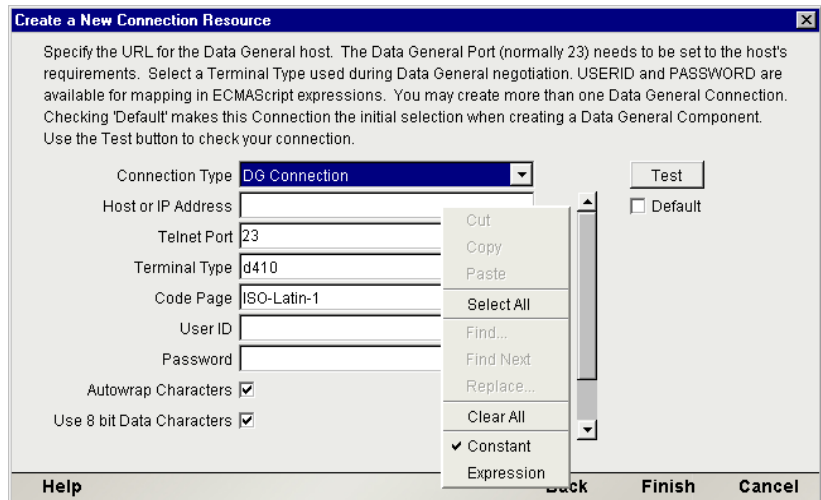 Create a New Connection Resource
Specify the URL for the Data General host. The Data General Port (normally 23) needs to be set to the host's
requirements. Select a Terminal Type used during Data General negotiation. USERID and PASSWORD are
available for mapping in ECMAScript expressions. You may create more than one Data General Connection.
Checking 'Default' makes this Connection the initial selection when creating a Data General Component.
Use the Test button to check your connection.
Connection Type DG Connection Test
Host or IP Address Default
Cut
Telnet Port 23
Copy
Terminal Type d410
Paste
Code Page ISO-Latin-1 Select All
User ID Find...
Password Find Next
Replace...
Autowrap Characters
Clear All
Use 8 bit Data Characters
Constant
Expression
Help Back Finish Cancel